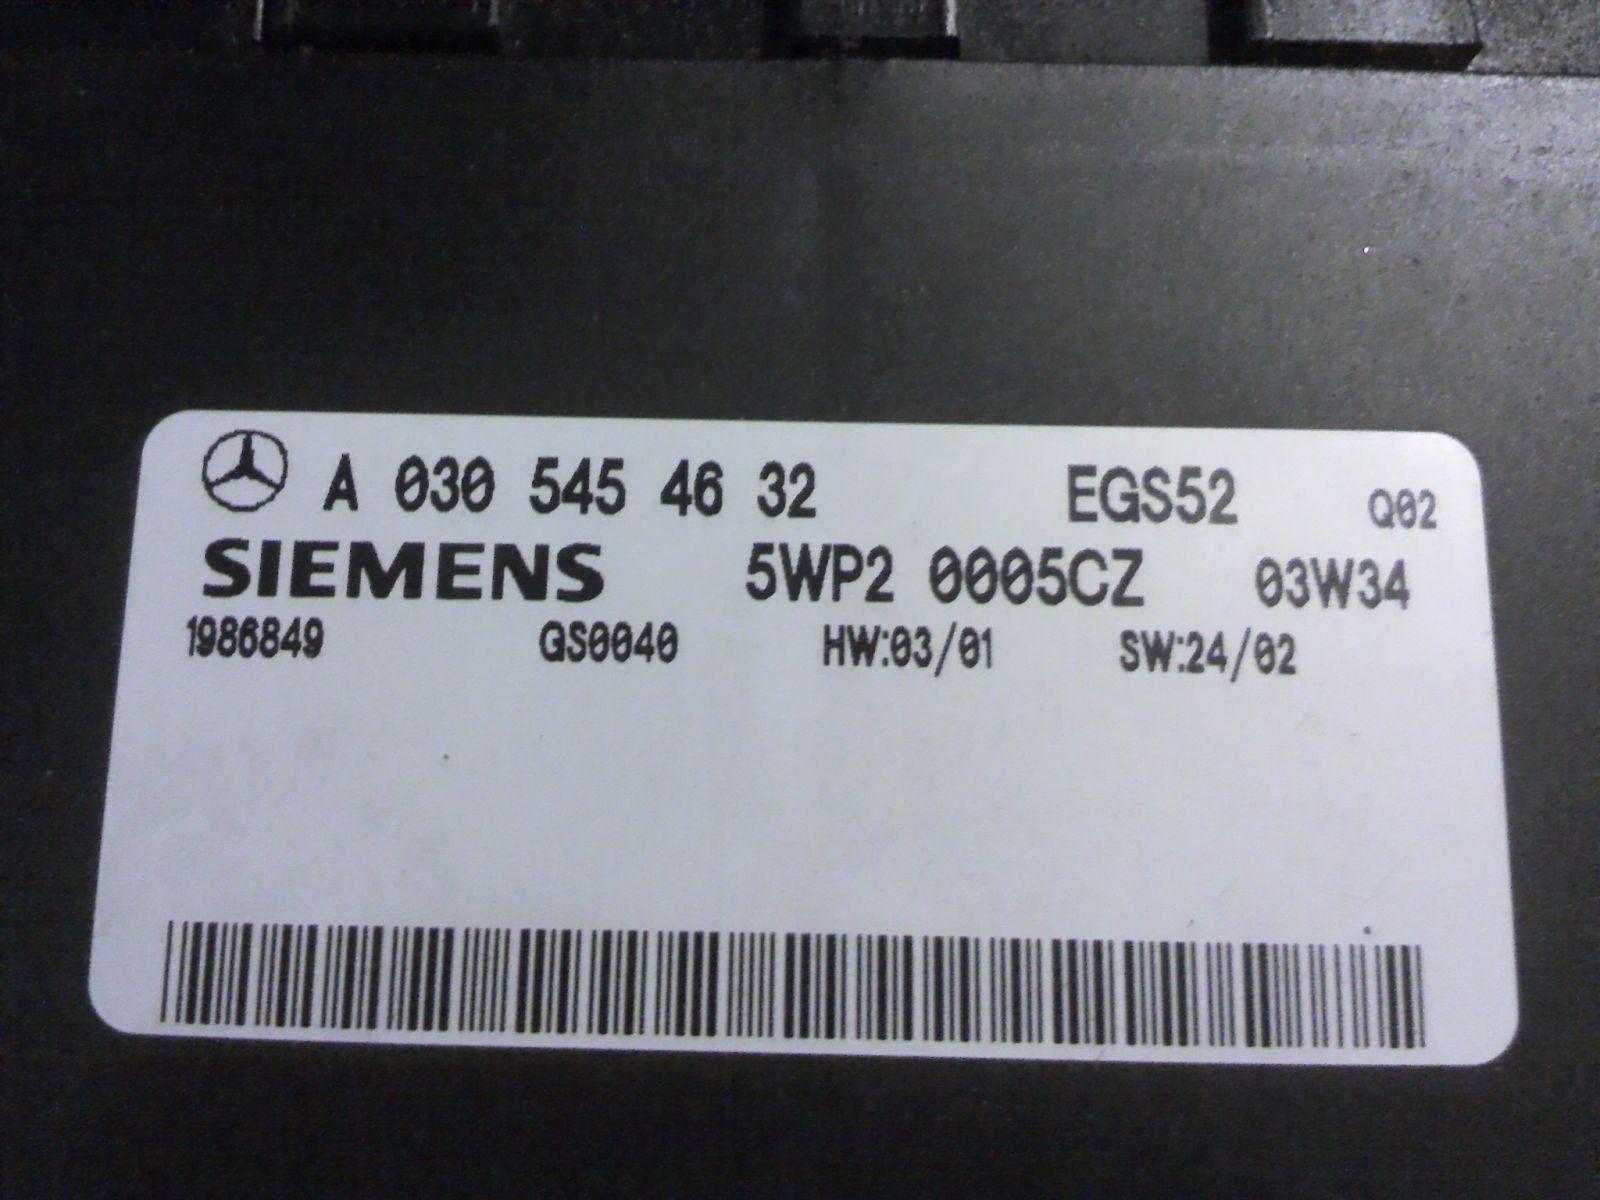 A 030 545 46 32 EGS52 Q02
SIEMENS 5WP2 0005CZ 03W34
1986849 GS0040 HW:03/01 SW:24/02